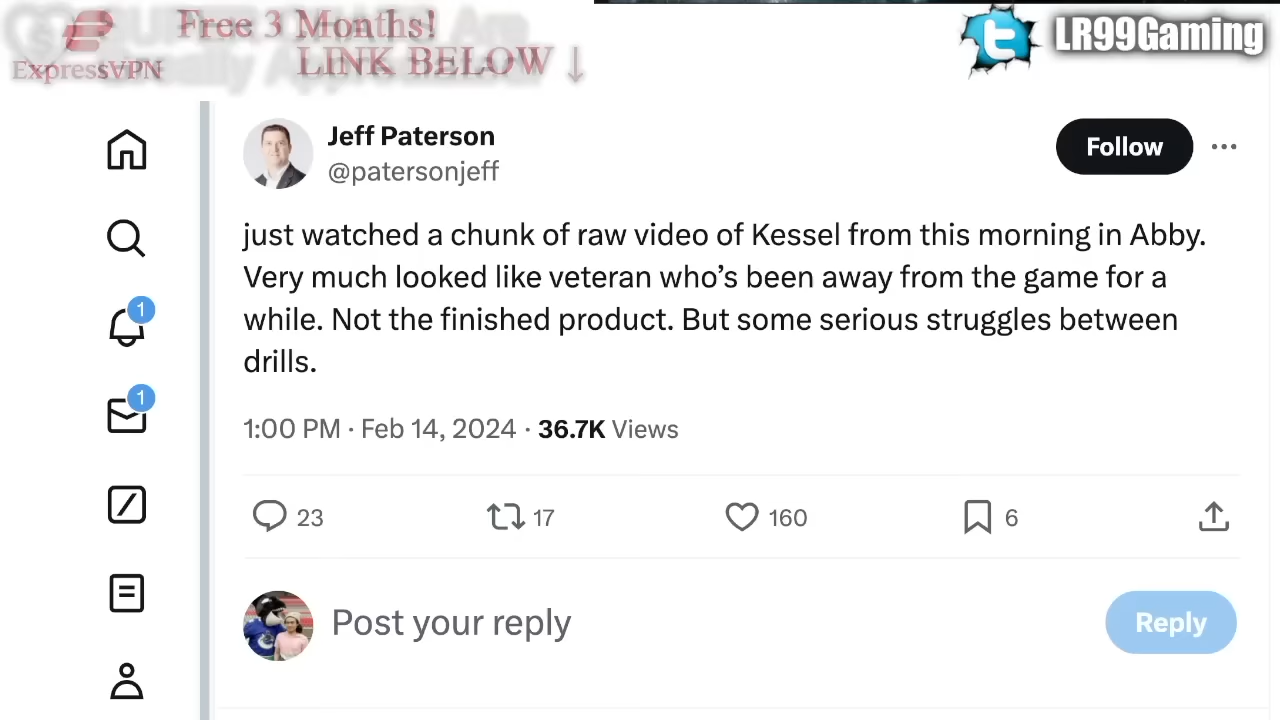 Free 3 Months!
LINK BELOW ↓
ExpressVPN
LR99Gaming
Jeff Paterson
@patersonjeff
Follow
just watched a chunk of raw video of Kessel from this morning in Abby.
Very much looked like veteran who’s been away from the game for a
while. Not the finished product. But some serious struggles between
drills.
1:00 PM · Feb 14, 2024 · 36.7K Views
23 17 160 6
Post your reply
Reply
1
1